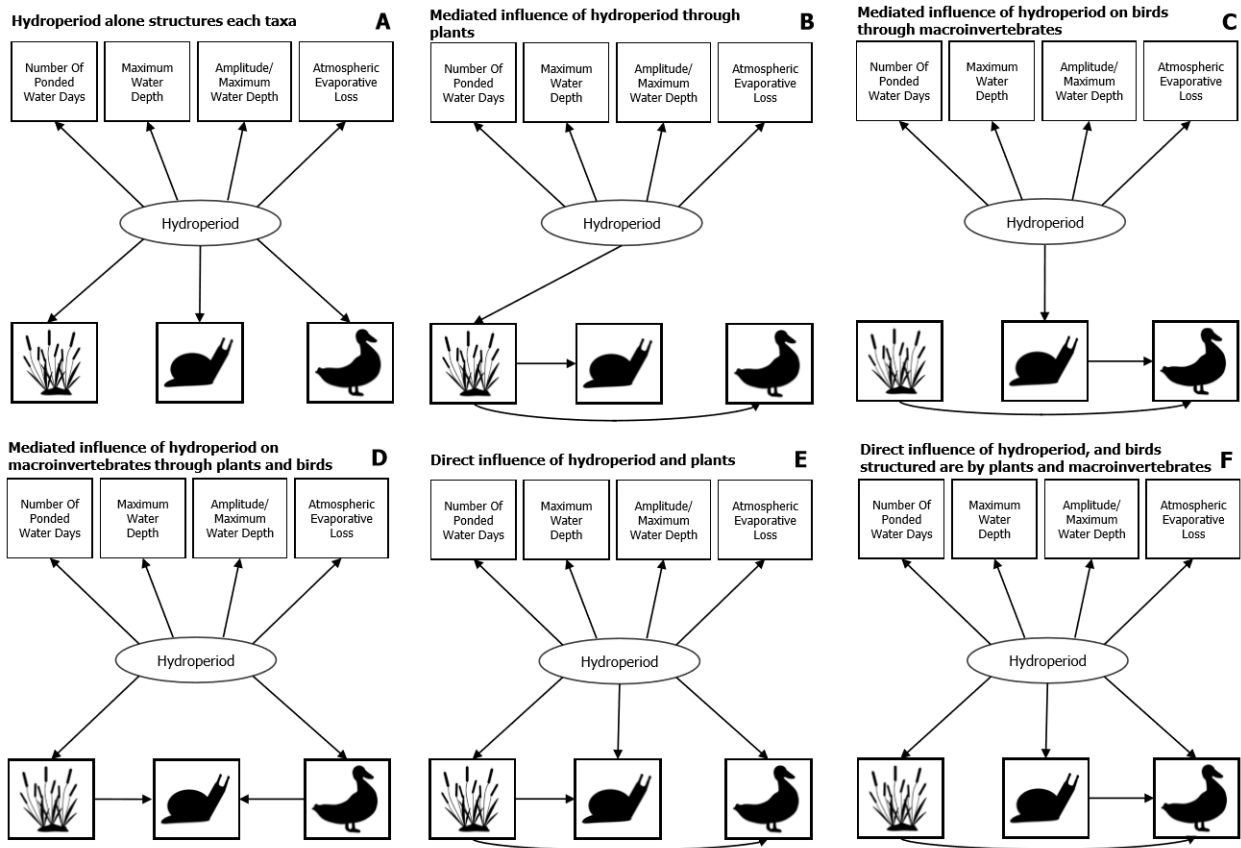 Hydroperiod alone structures each taxa
A
Number Of
Ponded
Water Days
Maximum
Water
Depth
Amplitude/
Maximum
Water Depth
Atmospheric
Evaporative
Loss
Hydroperiod
Mediated influence of hydroperiod through
plants
B
Number Of
Ponded
Water Days
Maximum
Water
Depth
Amplitude/
Maximum
Water Depth
Atmospheric
Evaporative
Loss
Hydroperiod
Mediated influence of hydroperiod on birds
through macroinvertebrates
C
Number Of
Ponded
Water Days
Maximum
Water
Depth
Amplitude/
Maximum
Water Depth
Atmospheric
Evaporative
Loss
Hydroperiod
Mediated influence of hydroperiod on
macroinvertebrates through plants and birds
D
Number Of
Ponded
Water Days
Maximum
Water
Depth
Amplitude/
Maximum
Water Depth
Atmospheric
Evaporative
Loss
Hydroperiod
Direct influence of hydroperiod and plants
E
Number Of
Ponded
Water Days
Maximum
Water
Depth
Amplitude/
Maximum
Water Depth
Atmospheric
Evaporative
Loss
Hydroperiod
Direct influence of hydroperiod, and birds
structured are by plants and macroinvertebrates
F
Number Of
Ponded
Water Days
Maximum
Water
Depth
Amplitude/
Maximum
Water Depth
Atmospheric
Evaporative
Loss
Hydroperiod